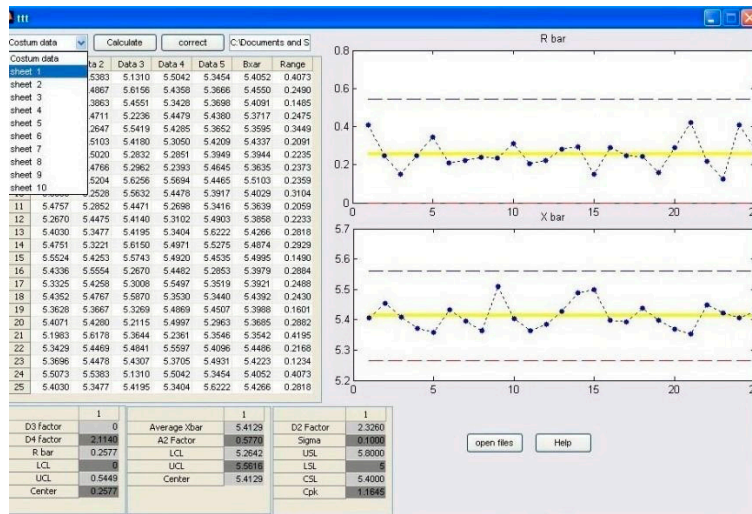 ttt
Costum data Calculate correct C:\Documents and S
Costum data
sheet 1
sheet 2
sheet 3
sheet 4
sheet 5
sheet 6
sheet 7
sheet 8
sheet 9
sheet 10
ta 2 Data 3 Data 4 Data 5 Bxar Range
.5383 5.1310 5.5042 5.3454 5.4052 0.4073
.4867 5.6156 5.4358 5.3666 5.4550 0.2490
.3863 5.4551 5.3428 5.3698 5.4091 0.1485
.4711 5.2236 5.4479 5.4380 5.3717 0.2475
.2647 5.5419 5.4285 5.3652 5.3595 0.3449
.5103 5.4180 5.3050 5.4209 5.4337 0.2091
.5020 5.2832 5.2851 5.3949 5.3944 0.2235
.4766 5.2962 5.2393 5.4645 5.3635 0.2373
.5204 5.6256 5.5694 5.4465 5.5103 0.2359
5.2528 5.5632 5.4478 5.3917 5.4029 0.3104
11 5.4757 5.2852 5.4471 5.2698 5.3416 5.3639 0.2059
12 5.2670 5.4475 5.4140 5.3102 5.4903 5.3858 0.2233
13 5.4030 5.3477 5.4195 5.3404 5.6222 5.4266 0.2818
14 5.4751 5.3221 5.6150 5.4971 5.5275 5.4874 0.2929
15 5.5524 5.4253 5.5743 5.4920 5.4535 5.4995 0.1490
16 5.4336 5.5554 5.2670 5.4482 5.2853 5.3979 0.2884
17 5.3325 5.4258 5.3008 5.5497 5.3519 5.3921 0.2488
18 5.4352 5.4767 5.5870 5.3530 5.3440 5.4392 0.2430
19 5.3628 5.3667 5.3269 5.4869 5.4507 5.3988 0.1601
20 5.4071 5.4280 5.2115 5.4997 5.2963 5.3685 0.2882
21 5.1983 5.6178 5.3644 5.2361 5.3546 5.3542 0.4195
22 5.3429 5.4469 5.4841 5.5597 5.4096 5.4486 0.2168
23 5.3696 5.4478 5.4307 5.3705 5.4931 5.4223 0.1234
24 5.5073 5.5383 5.1310 5.5042 5.3454 5.4052 0.4073
25 5.4030 5.3477 5.4195 5.3404 5.6222 5.4266 0.2818
R bar
0.8
0.6
0.4
0.2
0
0 5 10 15 20 2
X bar
5.7
5.6
5.5
5.4
5.3
5.2
0 5 10 15 20 2
1
D3 factor 0
D4 factor 2.1140
R bar 0.2577
LCL 0
UCL 0.5449
Center 0.2577
1
Average Xbar 5.4129
A2 Factor 0.5770
LCL 5.2642
UCL 5.5616
Center 5.4129
1
D2 Factor 2.3260
Sigma 0.1000
USL 5.8000
LSL 5
CSL 5.4000
Cpk 1.1645
open files Help